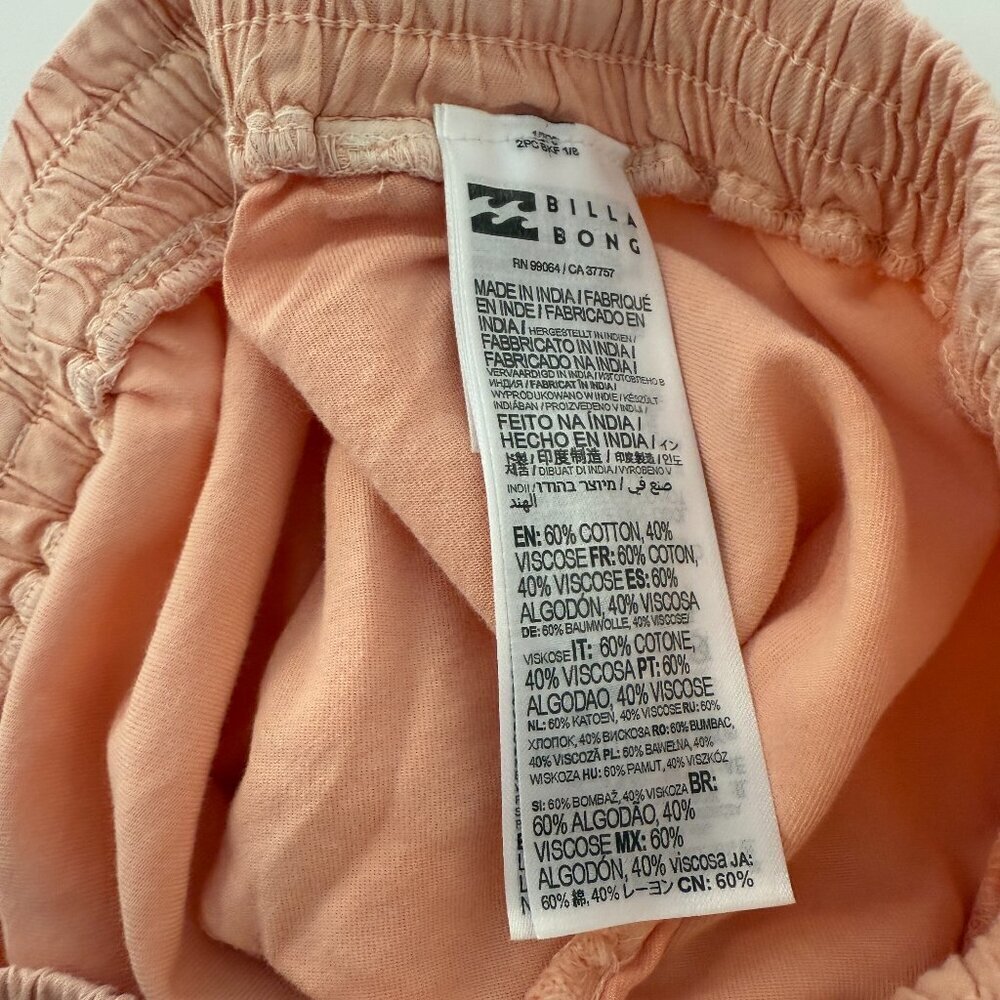 2PC BKF 1/8
BILLA
BONG
RN 99064 / CA 37757
MADE IN INDIA / FABRIQUÉ
EN INDE / FABRICADO EN
INDIA / HERGESTELLT IN INDIEN /
FABBRICATO IN INDIA /
FABRICADO NA INDIA /
VERVAARDIGD IN INDIA / ИЗГОТОВЛЕНО В
ИНДИЯ / FABRICAT ÎN INDIA /
WYPRODUKOWANO W INDIE / KÉSZÜLT
INDIÁBAN / PROIZVEDENO V INDIJI /
FEITO NA ÍNDIA /
HECHO EN INDIA / イン
ド製 / 印度製造 / 印度製造 / 인도
제조 / DIBUAT DI INDIA / VYROBENO V
INDII / מיוצר בהודו / صنع في
الهند
EN: 60% COTTON, 40%
VISCOSE FR: 60% COTON,
40% VISCOSE ES: 60%
ALGODÓN, 40% VISCOSA
DE: 60% BAUMWOLLE, 40% VISCOSE/
VISKOSE IT: 60% COTONE,
40% VISCOSA PT: 60%
ALGODAO, 40% VISCOSE
NL: 60% KATOEN, 40% VISCOSE RU: 60%
ХЛОПОК, 40% ВИСКОЗА RO: 60% BUMBAC,
40% VISCOZĂ PL: 60% BAWEŁNA, 40%
WISKOZA HU: 60% PAMUT, 40% VISZKÓZ
SI: 60% BOMBAŽ, 40% VISKOZA BR:
60% ALGODÃO, 40%
VISCOSE MX: 60%
ALGODÓN, 40% viscosa JA:
60% 綿, 40% レーヨン CN: 60%